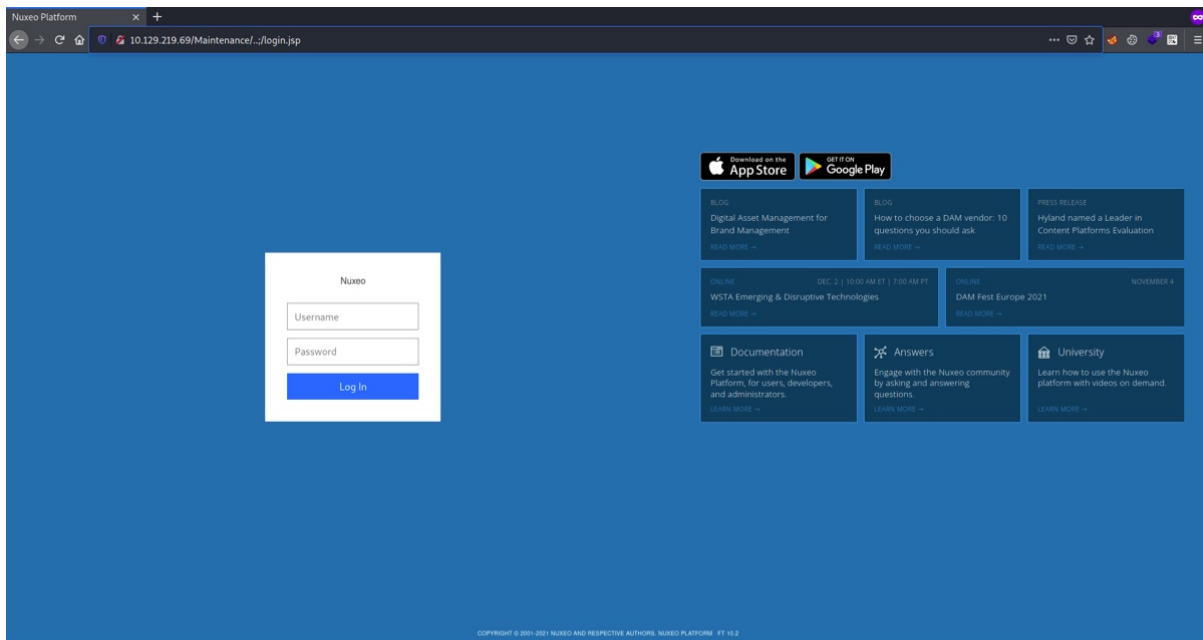 Nuxeo Platform
10.129.219.69/Maintenance/..;/login.jsp
3
Nuxeo
Username
Password
Log In
Download on the
App Store
GET IT ON
Google Play
BLOG
Digital Asset Management for
Brand Management
READ MORE →
BLOG
How to choose a DAM vendor: 10
questions you should ask
READ MORE →
PRESS RELEASE
Hyland named a Leader in
Content Platforms Evaluation
READ MORE →
ONLINE DEC. 2 | 10:00 AM ET | 7:00 AM PT
WSTA Emerging & Disruptive Technologies
READ MORE →
ONLINE NOVEMBER 4
DAM Fest Europe 2021
READ MORE →
Documentation
Get started with the Nuxeo
Platform, for users, developers,
and administrators.
LEARN MORE →
Answers
Engage with the Nuxeo community
by asking and answering
questions.
LEARN MORE →
University
Learn how to use the Nuxeo
platform with videos on demand.
LEARN MORE →
COPYRIGHT © 2001-2021 NUXEO AND RESPECTIVE AUTHORS. NUXEO PLATFORM FT 10.2